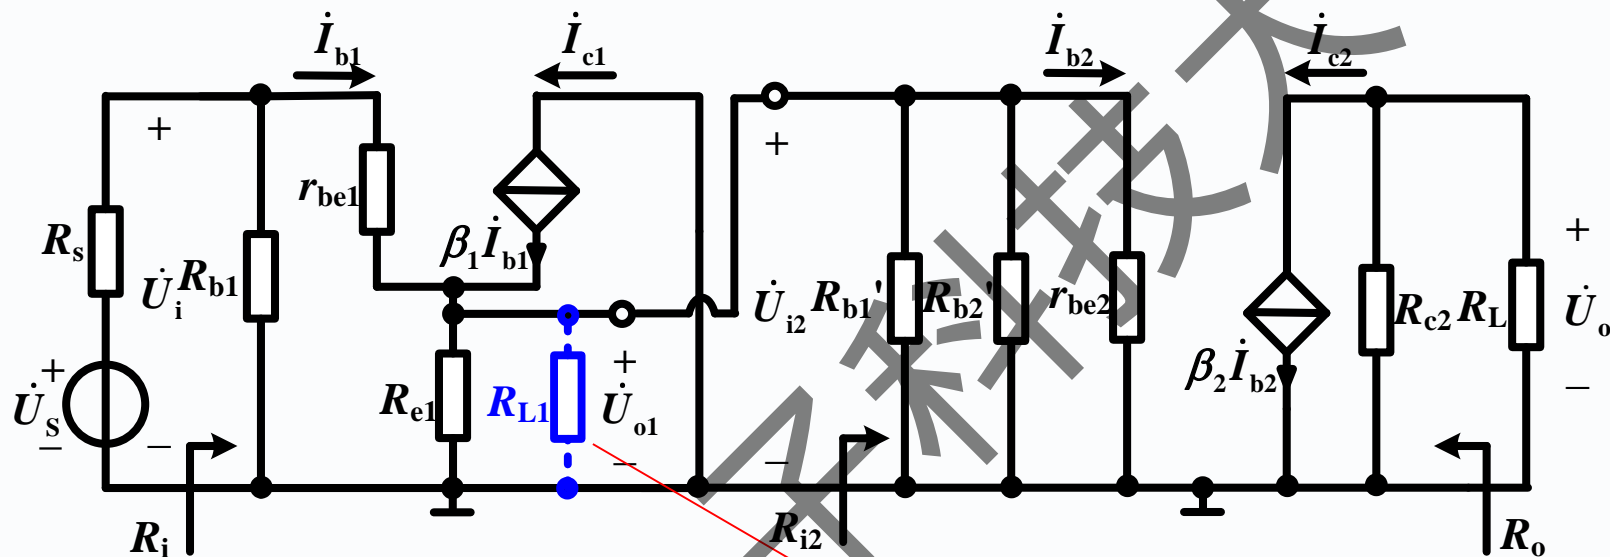 İb1
İc1
İb2
İc2
+
rbe1
Rs
U̇i
Rb1
β1İb1
+
U̇S
−
−
Re1
RL1
+
U̇o1
−
Ri
+
U̇i2
−
Rb1'
Rb2'
rbe2
Ri2
β2İb2
Rc2
RL
+
U̇o
−
Ro